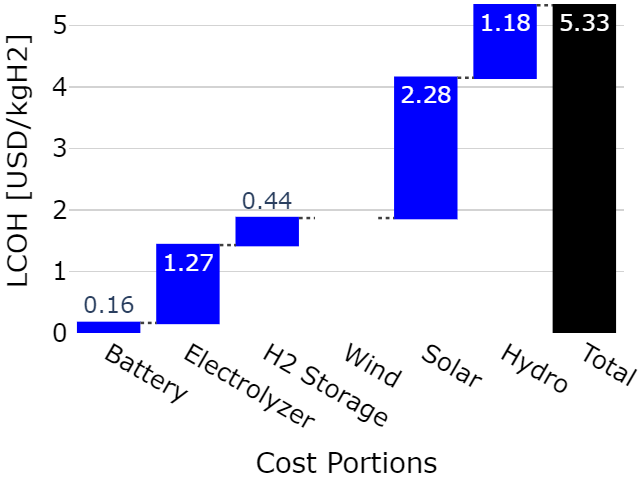 LCOH [USD/kgH2]
5
4
3
2
1
0
0.16
1.27
0.44
2.28
1.18
5.33
Battery
Electrolyzer
H2 Storage
Wind
Solar
Hydro
Total
Cost Portions